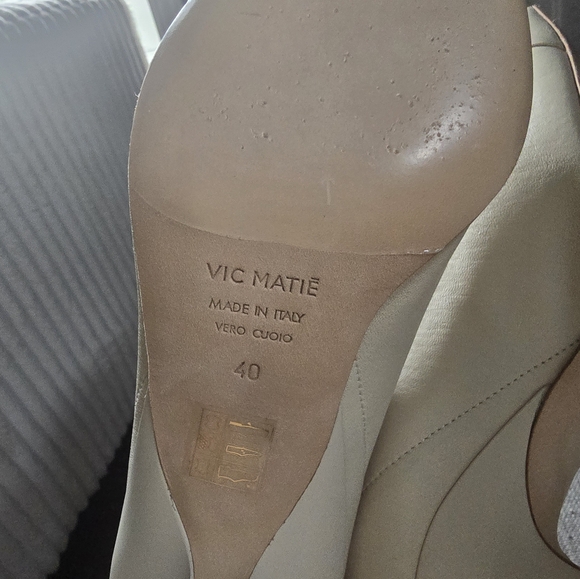 VIC MATIĒ
MADE IN ITALY
VERO CUOIO
40